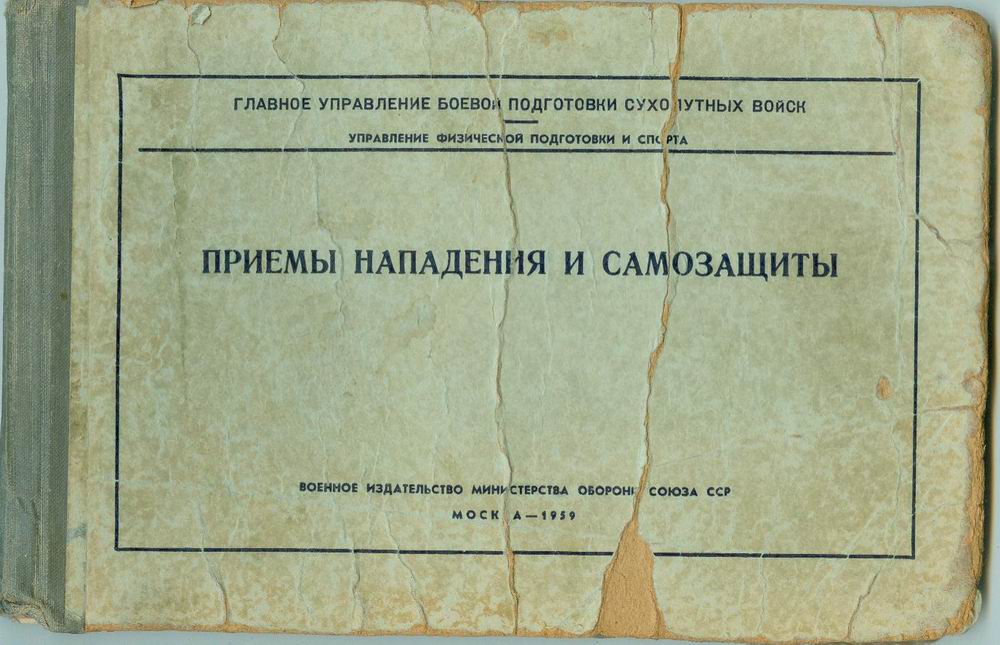 ГЛАВНОЕ УПРАВЛЕНИЕ БОЕВОЙ ПОДГОТОВКИ СУХОПУТНЫХ ВОЙСК
УПРАВЛЕНИЕ ФИЗИЧЕСКОЙ ПОДГОТОВКИ И СПОРТА
ПРИЕМЫ НАПАДЕНИЯ И САМОЗАЩИТЫ
ВОЕННОЕ ИЗДАТЕЛЬСТВО МИНИСТЕРСТВА ОБОРОНЫ СОЮЗА ССР
МОСКВА—1959